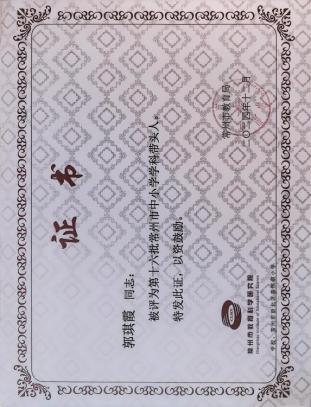 证书
郭琪霞 同志：
被评为第十六批常州市中小学学科带头人。
特发此证，以资鼓励。
常州市教育局
二〇二四年十二月
常州市教育科学研究院